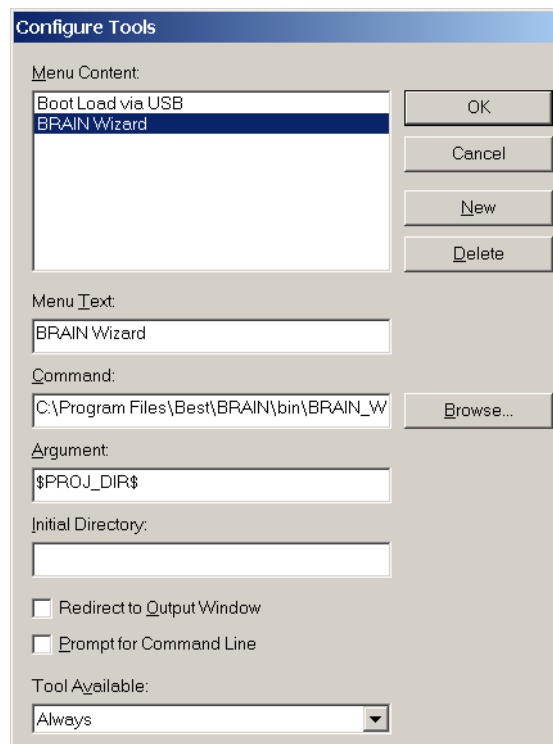 Configure Tools
Menu Content:
Boot Load via USB
BRAIN Wizard
OK
Cancel
New
Delete
Menu Text:
BRAIN Wizard
Command:
C:\Program Files\Best\BRAIN\bin\BRAIN_W
Browse...
Argument:
$PROJ_DIR$
Initial Directory:
Redirect to Output Window
Prompt for Command Line
Tool Available:
Always